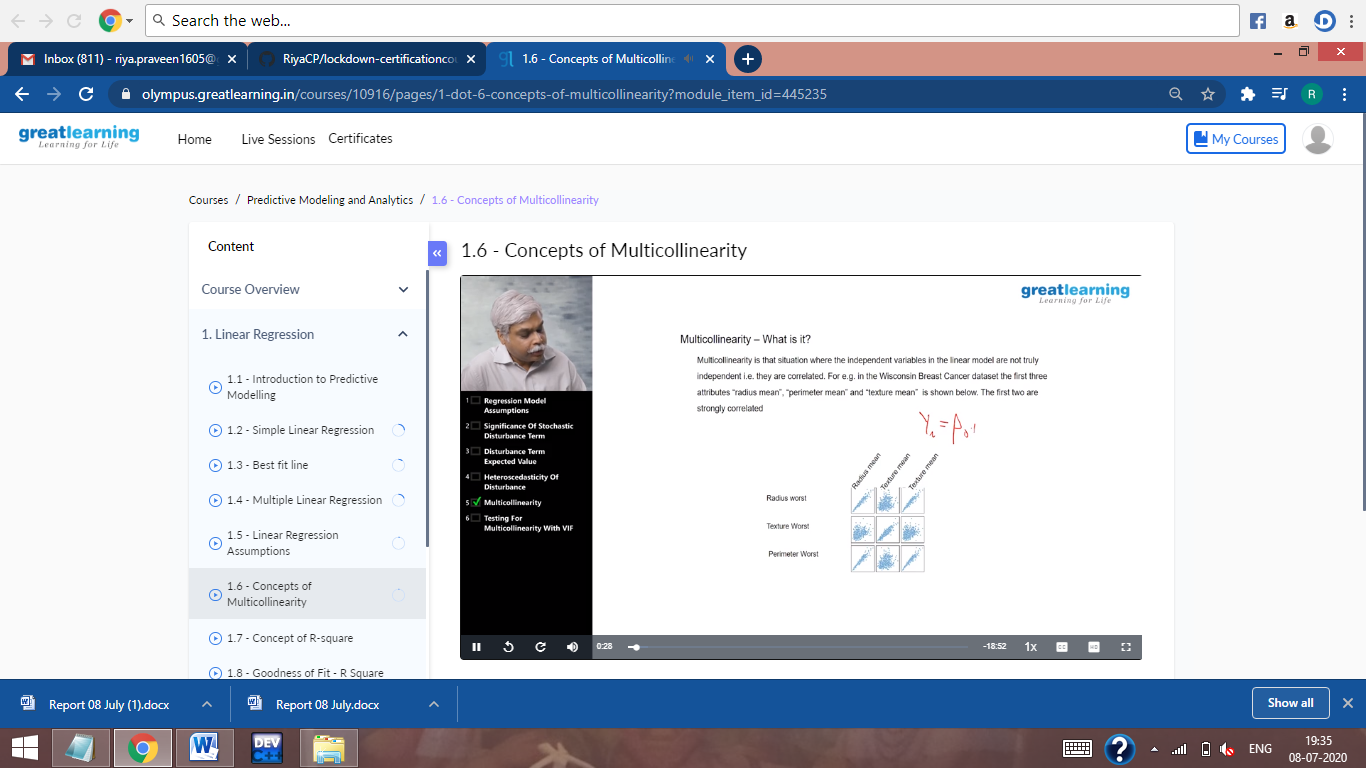 Search the web...
Inbox (811) - riya.praveen1605@
RiyaCP/lockdown-certificationcou
1.6 - Concepts of Multicolline
olympus.greatlearning.in/courses/10916/pages/1-dot-6-concepts-of-multicollinearity?module_item_id=445235
R
greatlearning
Learning for Life
Home
Live Sessions
Certificates
My Courses
Courses / Predictive Modeling and Analytics / 1.6 - Concepts of Multicollinearity
Content
Course Overview
1. Linear Regression
1.1 - Introduction to Predictive
Modelling
1.2 - Simple Linear Regression
1.3 - Best fit line
1.4 - Multiple Linear Regression
1.5 - Linear Regression
Assumptions
1.6 - Concepts of
Multicollinearity
1.7 - Concept of R-square
1.8 - Goodness of Fit - R Square
1.6 - Concepts of Multicollinearity
greatlearning
Learning for Life
1 Regression Model
Assumptions
2 Significance Of Stochastic
Disturbance Term
3 Disturbance Term
Expected Value
4 Heteroscedasticity Of
Disturbance
5 Multicollinearity
6 Testing For
Multicollinearity With VIF
Multicollinearity – What is it?
Multicollinearity is that situation where the independent variables in the linear model are not truly
independent i.e. they are correlated. For e.g. in the Wisconsin Breast Cancer dataset the first three
attributes “radius mean”, “perimeter mean” and “texture mean” is shown below. The first two are
strongly correlated
Radius mean
Texture mean
Texture mean
Radius worst
Texture Worst
Perimeter Worst
0:28
-18:52
1x
CC
HD
Report 08 July (1).docx
Report 08 July.docx
Show all
DEV
C++
ENG
19:35
08-07-2020